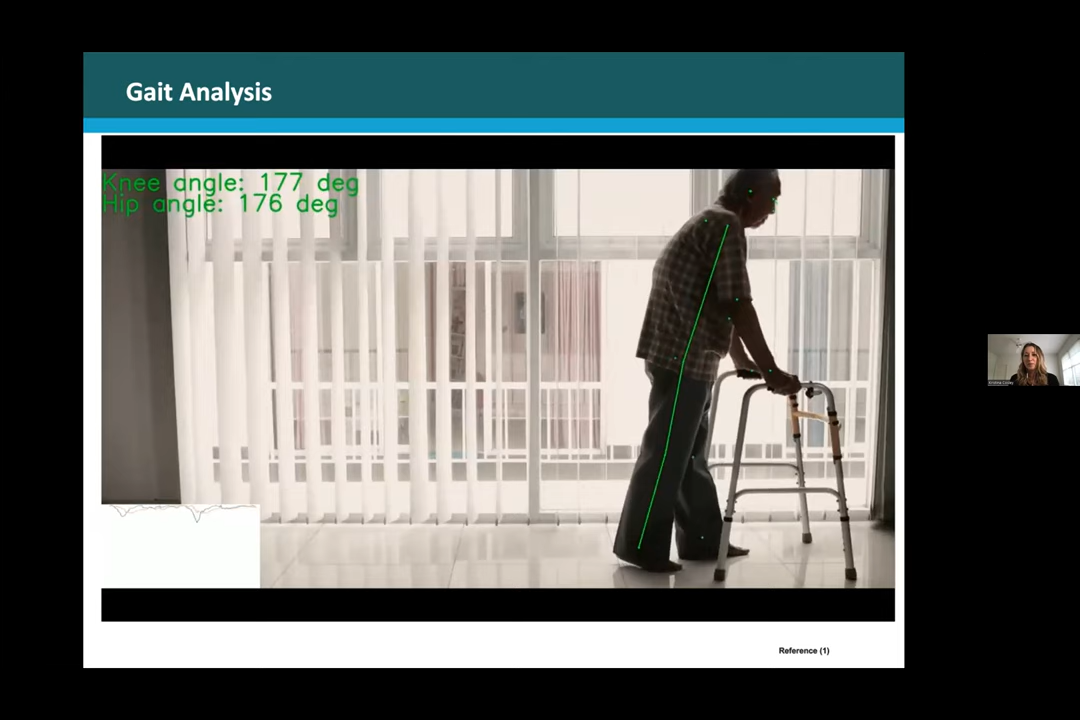 Gait Analysis
Knee angle: 177 deg
Hip angle: 176 deg
Reference (1)